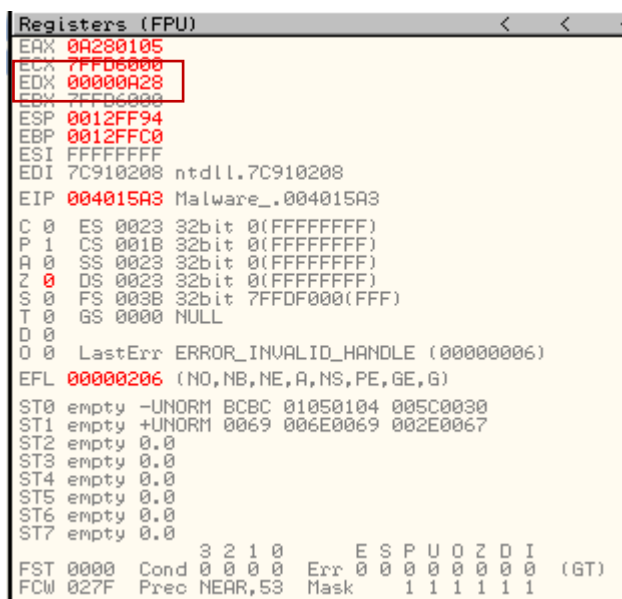 Registers (FPU) < <
EAX 0A280105
ECX 7FFD6000
EDX 00000A28
EBX 7FFD6000
ESP 0012FF94
EBP 0012FFC0
ESI FFFFFFFF
EDI 7C910208 ntdll.7C910208
EIP 004015A3 Malware_.004015A3
C 0 ES 0023 32bit 0(FFFFFFFF)
P 1 CS 001B 32bit 0(FFFFFFFF)
A 0 SS 0023 32bit 0(FFFFFFFF)
Z 0 DS 0023 32bit 0(FFFFFFFF)
S 0 FS 003B 32bit 7FFDF000(FFF)
T 0 GS 0000 NULL
D 0
O 0 LastErr ERROR_INVALID_HANDLE (00000006)
EFL 00000206 (NO,NB,NE,A,NS,PE,GE,G)
ST0 empty -UNORM BCBC 01050104 005C0030
ST1 empty +UNORM 0069 006E0069 002E0067
ST2 empty 0.0
ST3 empty 0.0
ST4 empty 0.0
ST5 empty 0.0
ST6 empty 0.0
ST7 empty 0.0
3 2 1 0 E S P U O Z D I
FST 0000 Cond 0 0 0 0 Err 0 0 0 0 0 0 0 0 (GT)
FCW 027F Prec NEAR,53 Mask 1 1 1 1 1 1